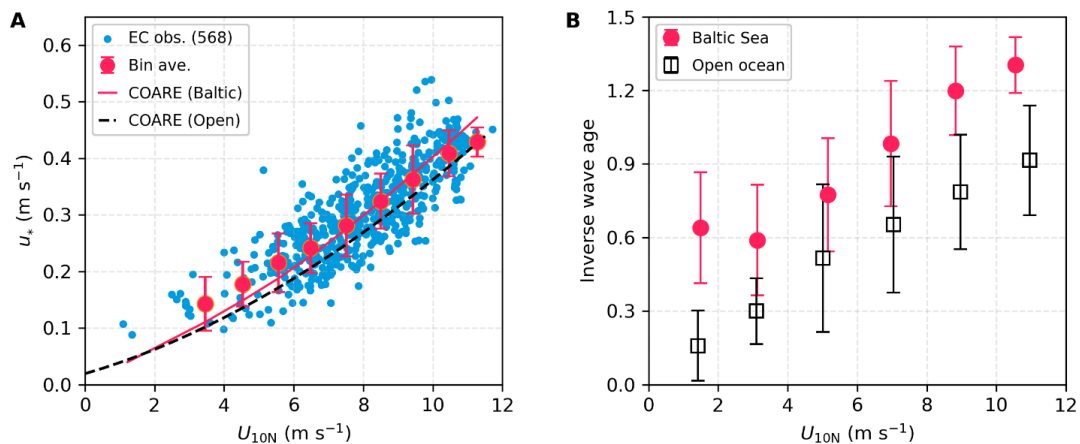 A
EC obs. (568)
Bin ave.
COARE (Baltic)
COARE (Open)
0.6
0.5
0.4
0.3
0.2
0.1
0.0
u* (m s⁻¹)
0 2 4 6 8 10 12
U10N (m s⁻¹)
B
Baltic Sea
Open ocean
1.5
1.2
0.9
0.6
0.3
0.0
Inverse wave age
0 2 4 6 8 10 12
U10N (m s⁻¹)